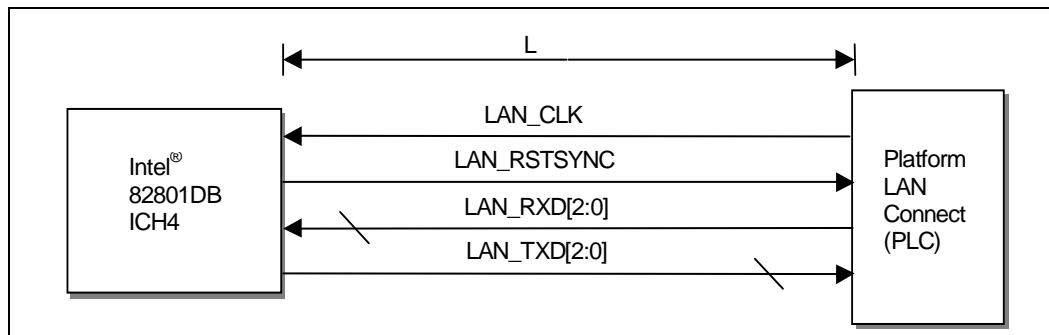 L
LAN_CLK
LAN_RSTSYNC
LAN_RXD[2:0]
LAN_TXD[2:0]
Intel®
82801DB
ICH4
Platform
LAN
Connect
(PLC)